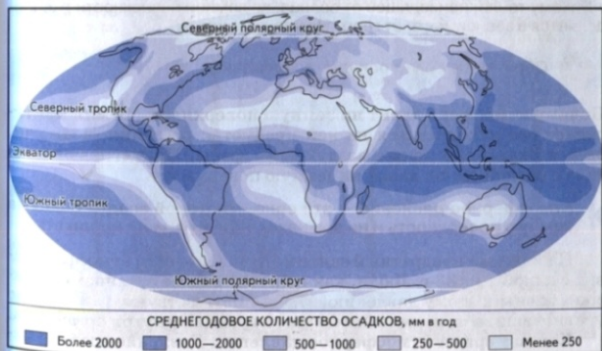 Северный полярный круг
Северный тропик
Экватор
Южный тропик
Южный полярный круг
СРЕДНЕГОДОВОЕ КОЛИЧЕСТВО ОСАДКОВ, мм в год
Более 2000 1000—2000 500—1000 250—500 Менее 250